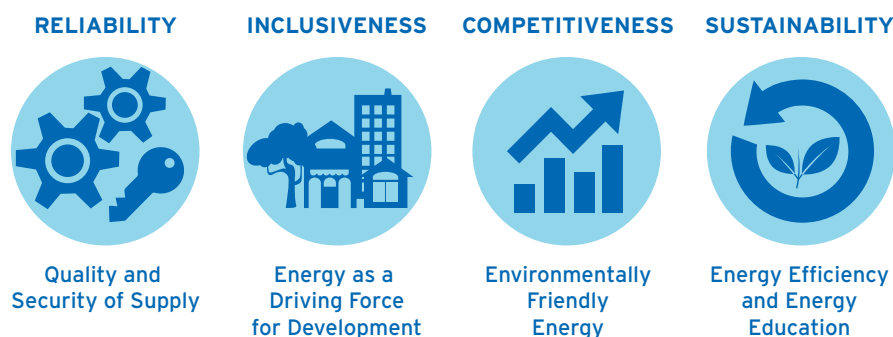 RELIABILITY
Quality and
Security of Supply
INCLUSIVENESS
Energy as a
Driving Force
for Development
COMPETITIVENESS
Environmentally
Friendly
Energy
SUSTAINABILITY
Energy Efficiency
and Energy
Education